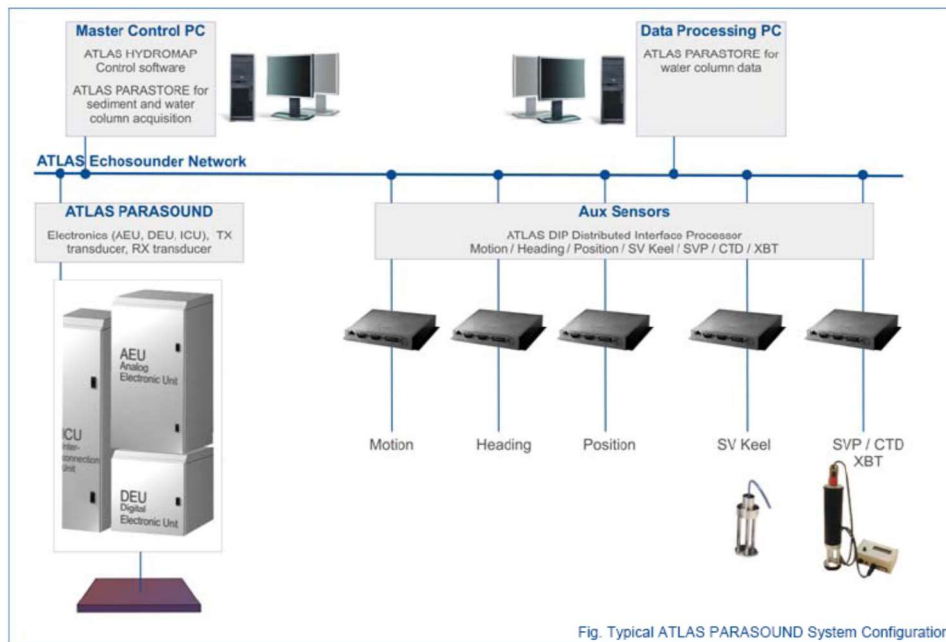 Master Control PC
ATLAS HYDROMAP
Control software
ATLAS PARASTORE for
sediment and water
column acquisition
Data Processing PC
ATLAS PARASTORE for
water column data
ATLAS Echosounder Network
ATLAS PARASOUND
Electronics (AEU, DEU, ICU), TX
transducer, RX transducer
Aux Sensors
ATLAS DIP Distributed Interface Processor
Motion / Heading / Position / SV Keel / SVP / CTD / XBT
AEU
Analog
Electronic Unit
ICU
Inter-
connection
Unit
DEU
Digital
Electronic Unit
Motion
Heading
Position
SV Keel
SVP / CTD
XBT
Fig. Typical ATLAS PARASOUND System Configuration